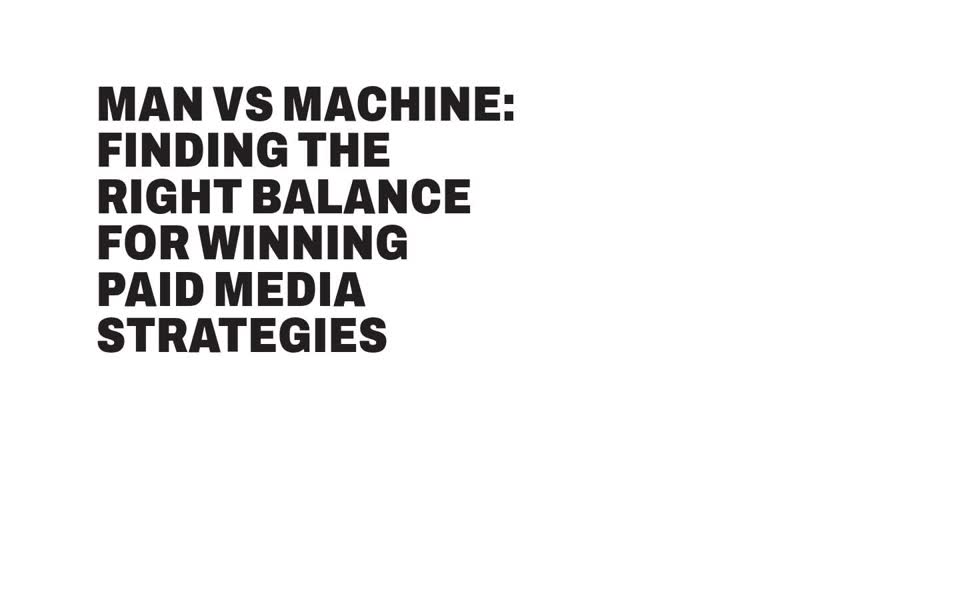 MAN VS MACHINE:
FINDING THE
RIGHT BALANCE
FOR WINNING
PAID MEDIA
STRATEGIES